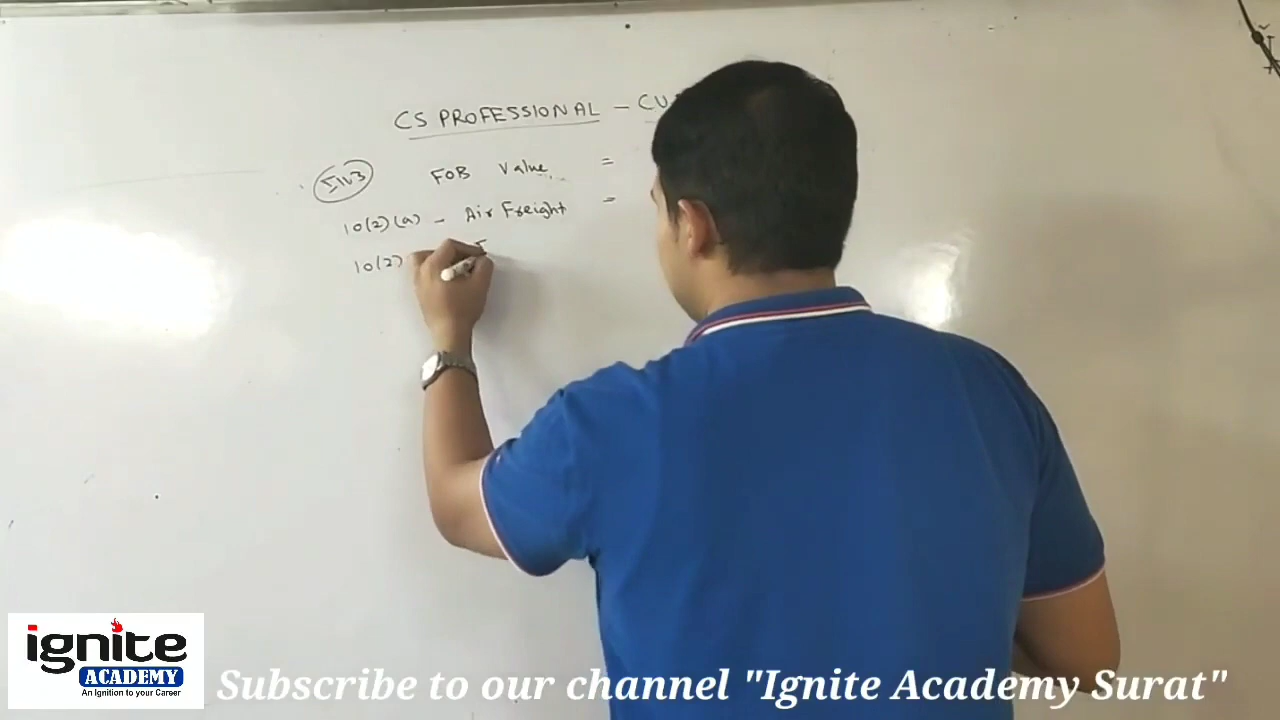 CS PROFESSIONAL - CU
FOB Value =
10(2)(a) - Air Freight =
10(2)
ignite
ACADEMY
An Ignition to your Career
Subscribe to our channel "Ignite Academy Surat"